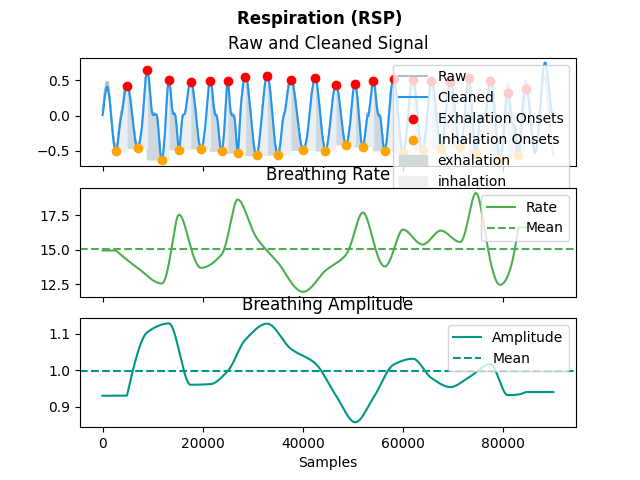 Respiration (RSP)
Raw and Cleaned Signal
0.5
0.0
−0.5
Raw
Cleaned
Exhalation Onsets
Inhalation Onsets
exhalation
inhalation
Breathing Rate
17.5
15.0
12.5
Rate
Mean
Breathing Amplitude
1.1
1.0
0.9
Amplitude
Mean
0 20000 40000 60000 80000
Samples